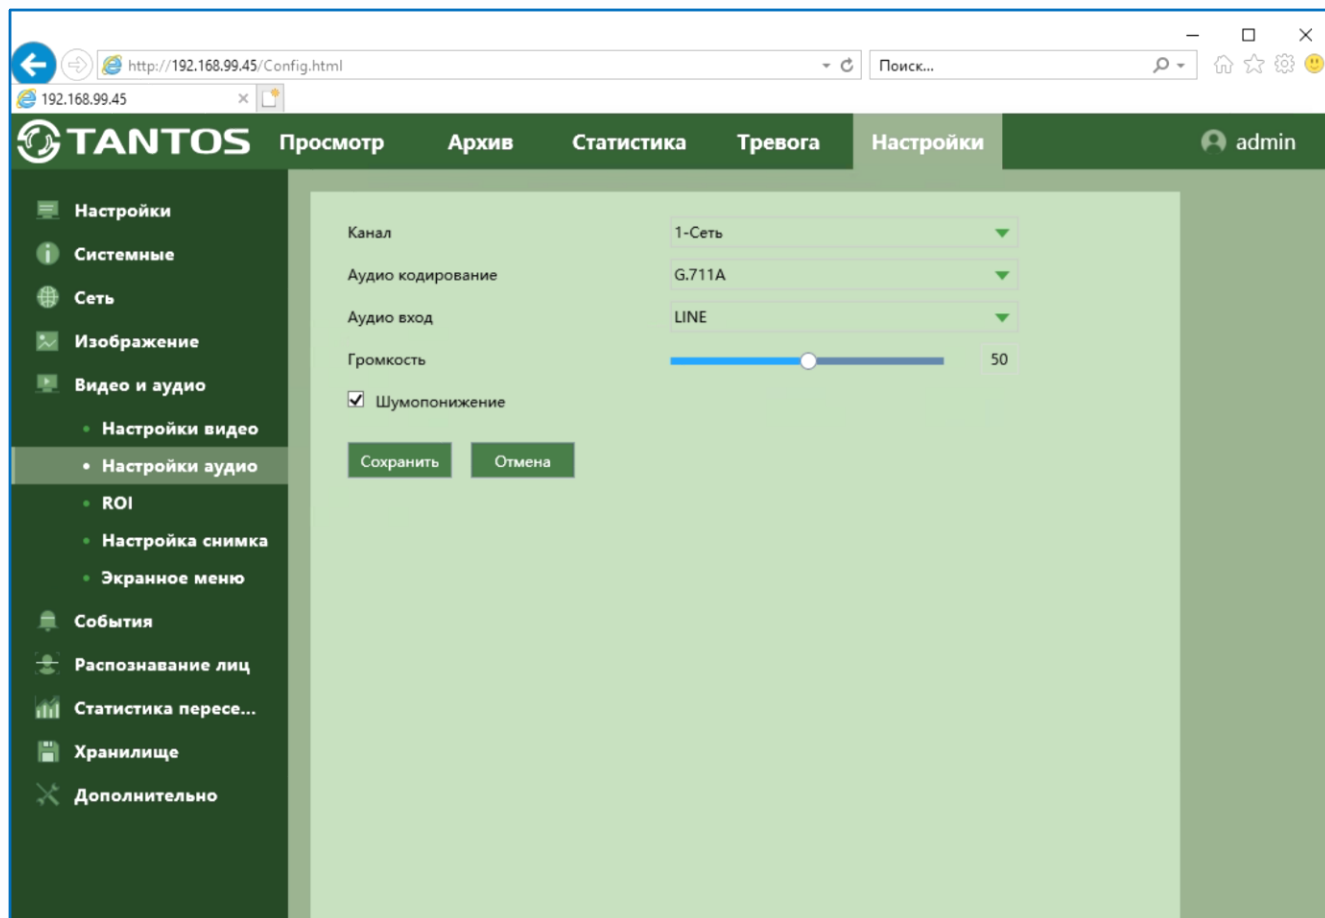 http://192.168.99.45/Config.html
Поиск...
192.168.99.45
TANTOS
Просмотр Архив Статистика Тревога Настройки admin
Настройки
Системные
Сеть
Изображение
Видео и аудио
Настройки видео
Настройки аудио
ROI
Настройка снимка
Экранное меню
События
Распознавание лиц
Статистика пересе...
Хранилище
Дополнительно
Канал 1-Сеть
Аудио кодирование G.711A
Аудио вход LINE
Громкость 50
Шумопонижение
Сохранить Отмена